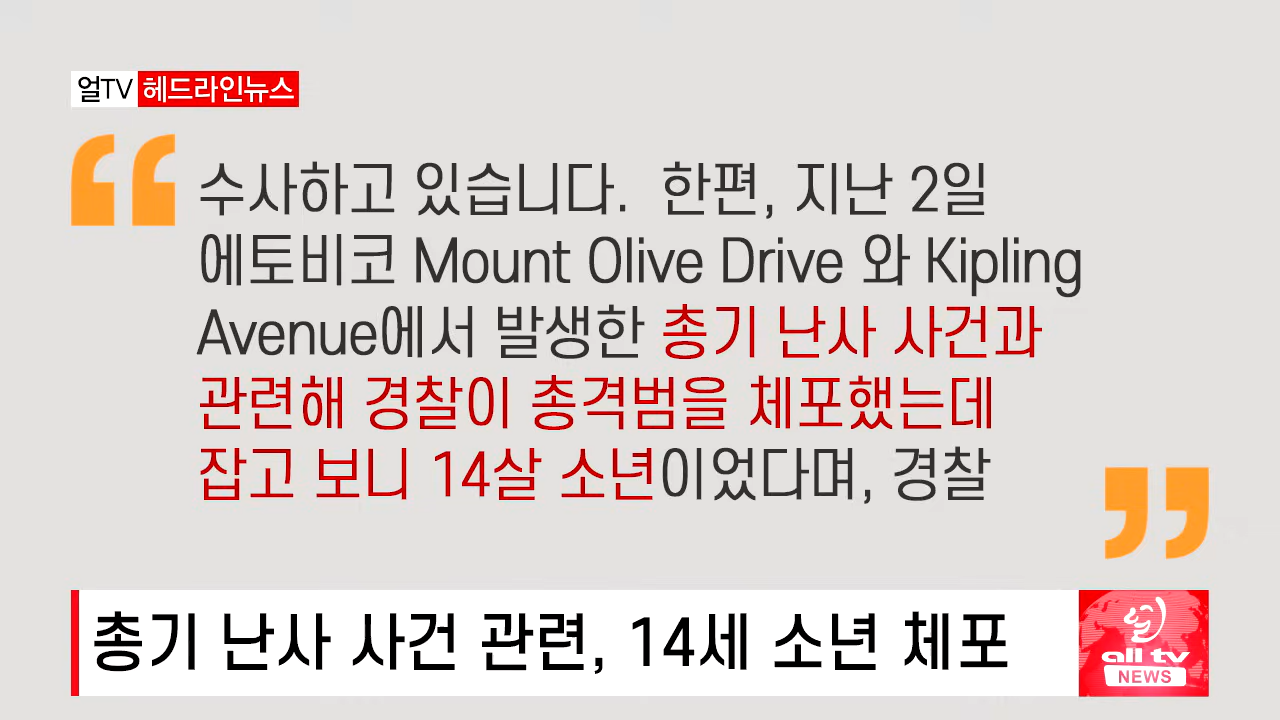 얼TV 헤드라인뉴스
수사하고 있습니다. 한편, 지난 2일
에토비코 Mount Olive Drive 와 Kipling
Avenue에서 발생한 총기 난사 사건과
관련해 경찰이 총격범을 체포했는데
잡고 보니 14살 소년이었다며, 경찰
총기 난사 사건 관련, 14세 소년 체포
얼
all tv
NEWS